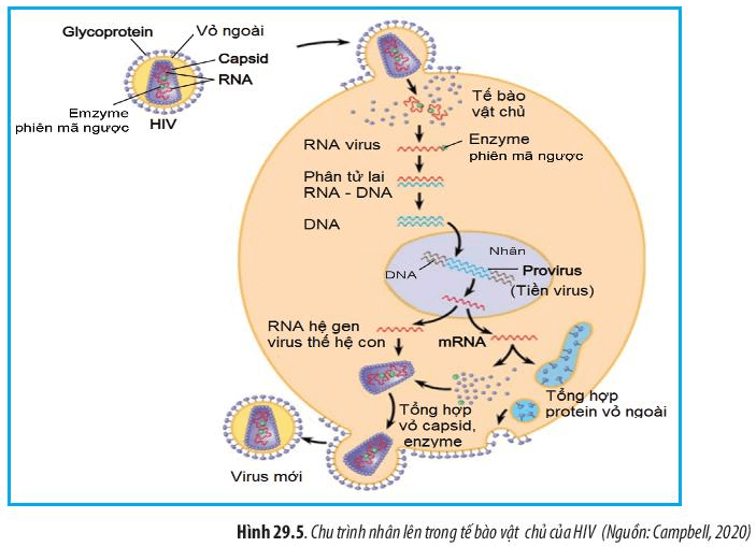 Glycoprotein
Vỏ ngoài
Capsid
RNA
Emzyme
phiên mã ngược
HIV
Tế bào
vật chủ
RNA virus
Enzyme
phiên mã ngược
Phân tử lai
RNA - DNA
DNA
Nhân
DNA
Provirus
(Tiền virus)
RNA hệ gen
virus thế hệ con
mRNA
Tổng hợp
protein vỏ ngoài
Tổng hợp
vỏ capsid,
enzyme
Virus mới
Hình 29.5. Chu trình nhân lên trong tế bào vật chủ của HIV (Nguồn: Campbell, 2020)